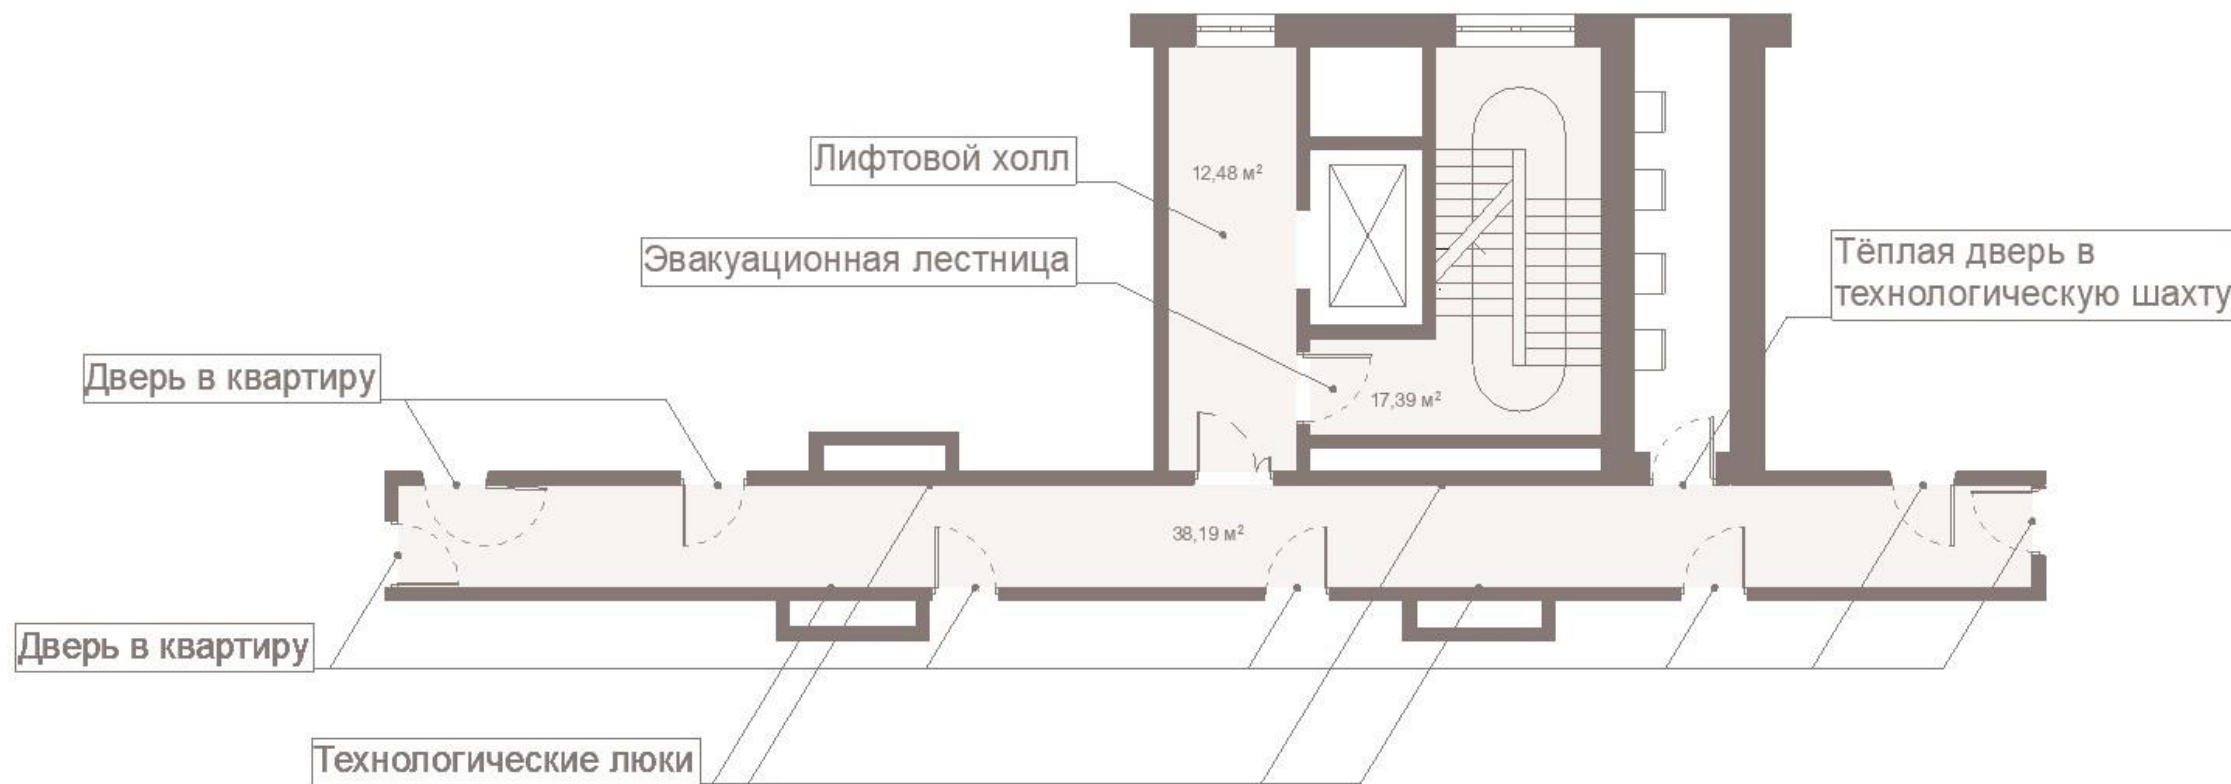 Лифтовой холл
12,48 м²
Эвакуационная лестница
Тёплая дверь в
технологическую шахту
Дверь в квартиру
17,39 м²
38,19 м²
Дверь в квартиру
Технологические люки